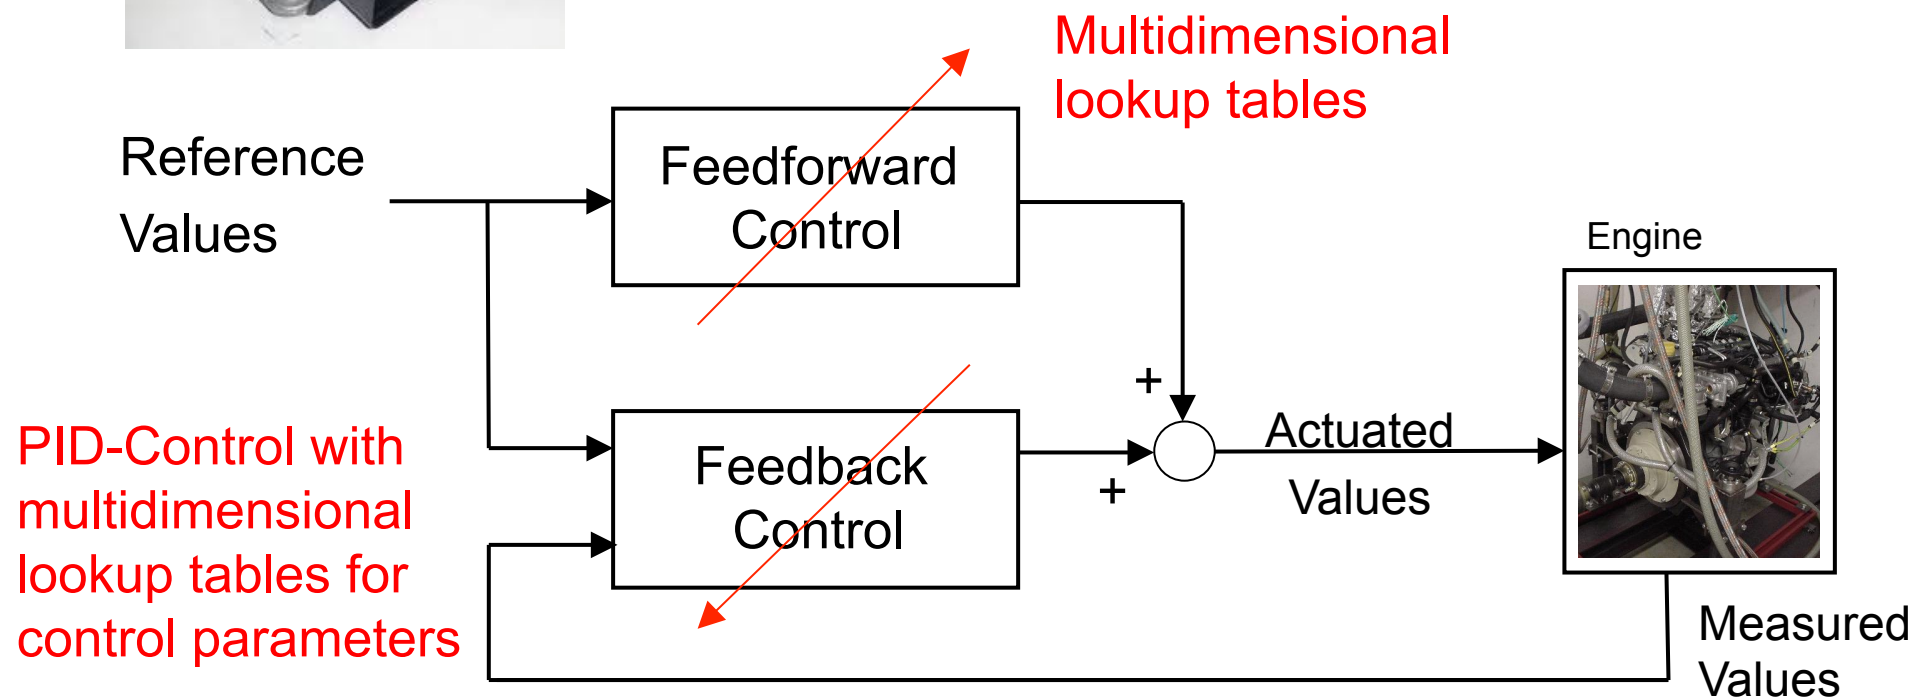 Multidimensional
lookup tables
Reference
Values
Feedforward
Control
Engine
+
PID-Control with
multidimensional
lookup tables for
control parameters
Feedback
Control
+
Actuated
Values
Measured
Values